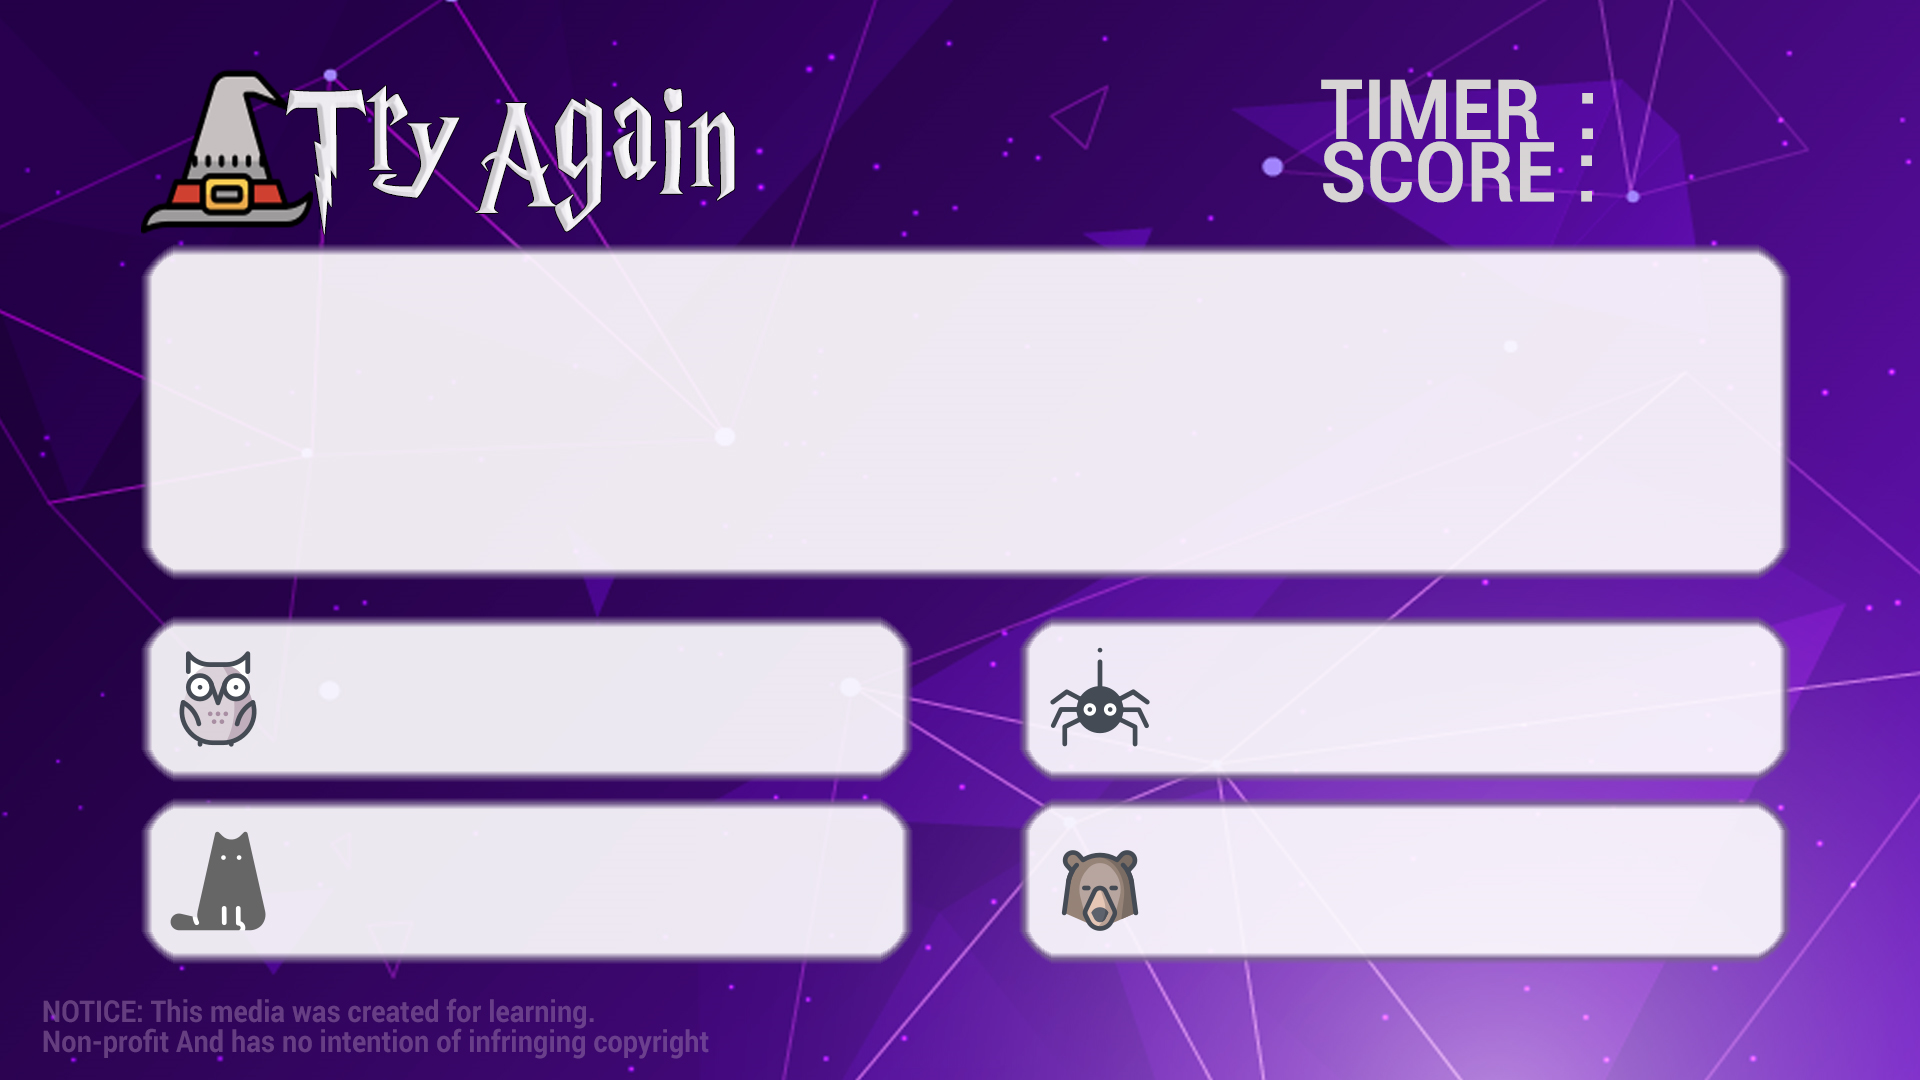 Try Again
TIMER :
SCORE :
NOTICE: This media was created for learning.
Non-profit And has no intention of infringing copyright